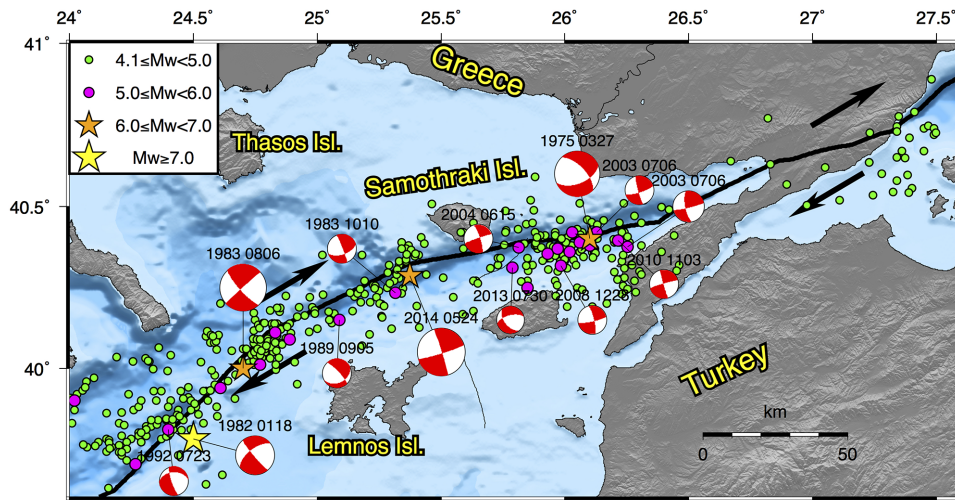 24° 24.5° 25° 25.5° 26° 26.5° 27° 27.5°
41°
4.1≤Mw<5.0
5.0≤Mw<6.0
6.0≤Mw<7.0
Mw≥7.0
Greece
Thasos Isl.
1975 0327
2003 0706
2003 0706
Samothraki Isl.
40.5°
2004 0615
1983 1010
1983 0806
2010 1103
2013 0730
2008 1228
2014 0524
1989 0905
40°
Turkey
km
0 50
1982 0118
Lemnos Isl.
1992 0723